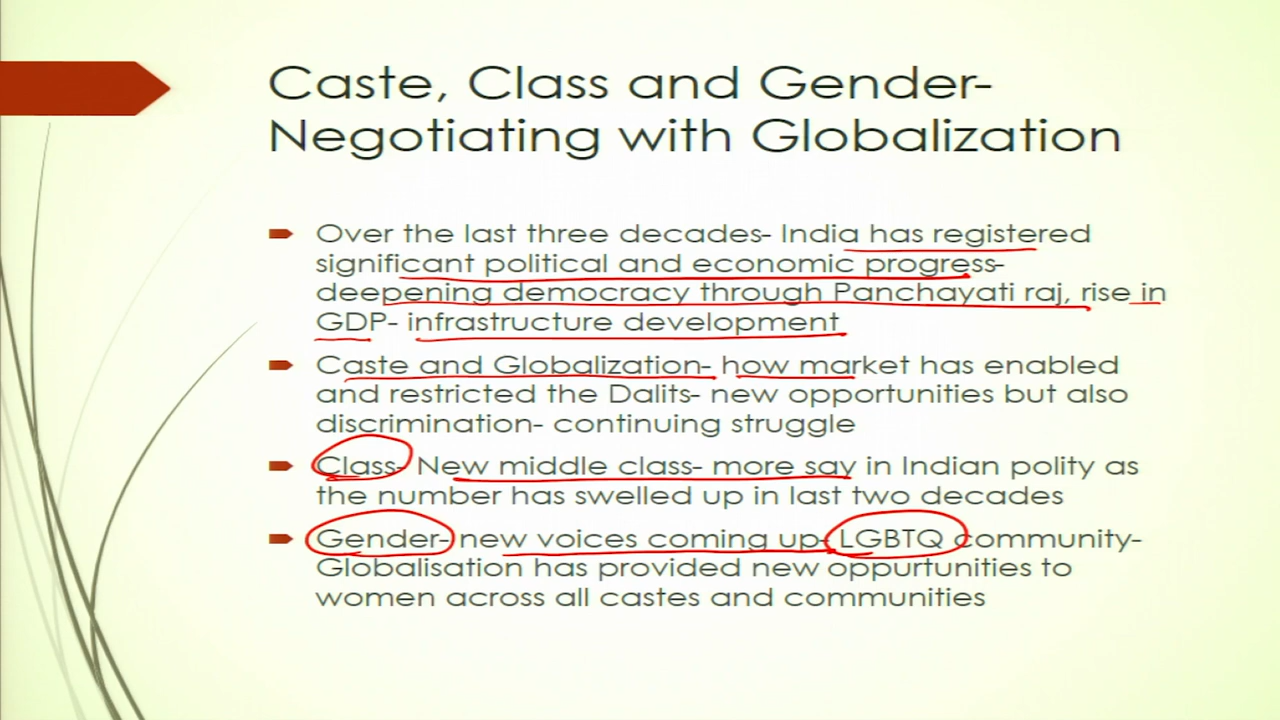 Caste, Class and Gender-
Negotiating with Globalization
Over the last three decades- India has registered
significant political and economic progress-
deepening democracy through Panchayati raj, rise in
GDP- infrastructure development
Caste and Globalization- how market has enabled
and restricted the Dalits- new opportunities but also
discrimination- continuing struggle
Class- New middle class- more say in Indian polity as
the number has swelled up in last two decades
Gender- new voices coming up- LGBTQ community-
Globalisation has provided new oppurtunities to
women across all castes and communities